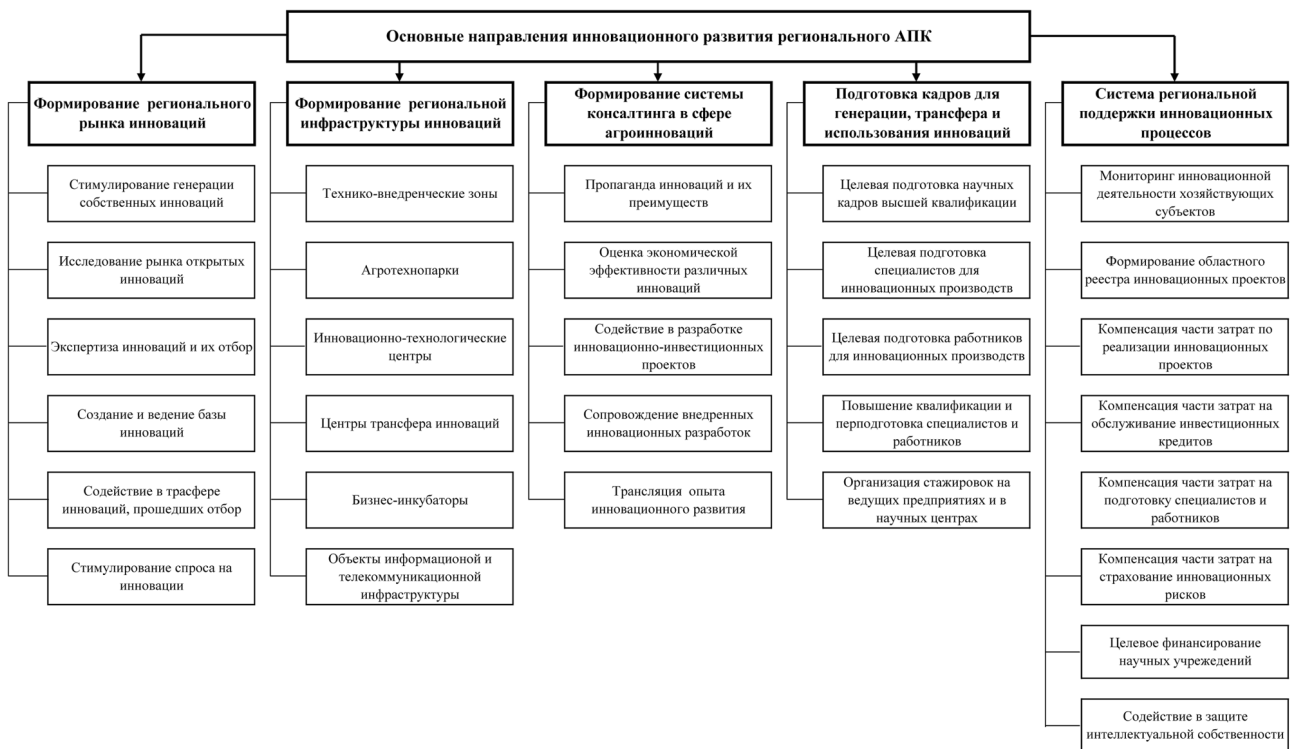 Основные направления инновационного развития регионального АПК
Формирование регионального
рынка инноваций
Стимулирование генерации
собственных инноваций
Исследование рынка открытых
инноваций
Экспертиза инноваций и их отбор
Создание и ведение базы
инноваций
Содействие в трасфере
инноваций, прошедших отбор
Стимулирование спроса на
инновации
Формирование региональной
инфраструктуры инноваций
Технико-внедренческие зоны
Агротехнопарки
Инновационно-технологические
центры
Центры трансфера инноваций
Бизнес-инкубаторы
Объекты информационой и
телекоммуникационой
инфраструктуры
Формирование системы
консалтинга в сфере
агроинноваций
Пропаганда инноваций и их
преимуществ
Оценка экономической
эффективности различных
инноваций
Содействие в разработке
инновационно-инвестиционных
проектов
Сопровождение внедренных
инновационных разработок
Трансляция опыта
инновационного развития
Подготовка кадров для
генерации, трансфера и
использования инноваций
Целевая подготовка научных
кадров высшей квалификации
Целевая подготовка
специалистов для
инновационных производств
Целевая подготовка работников
для инновационных производств
Повышение квалификации и
перподготовка специалистов и
работников
Организация стажировок на
ведущих предприятиях и в
научных центрах
Система региональной
поддержки инновационных
процессов
Мониторинг инновационной
деятельности хозяйствующих
субъектов
Формирование областного
реестра инновационных проектов
Компенсация части затрат по
реализации инновационных
проектов
Компенсация части затрат на
обслуживание инвестиционных
кредитов
Компенсация части затрат на
подготовку специалистов и
работников
Компенсация части затрат на
страхование инновационных
рисков
Целевое финансирование
научных учрежедений
Содействие в защите
интеллектуальной собственности